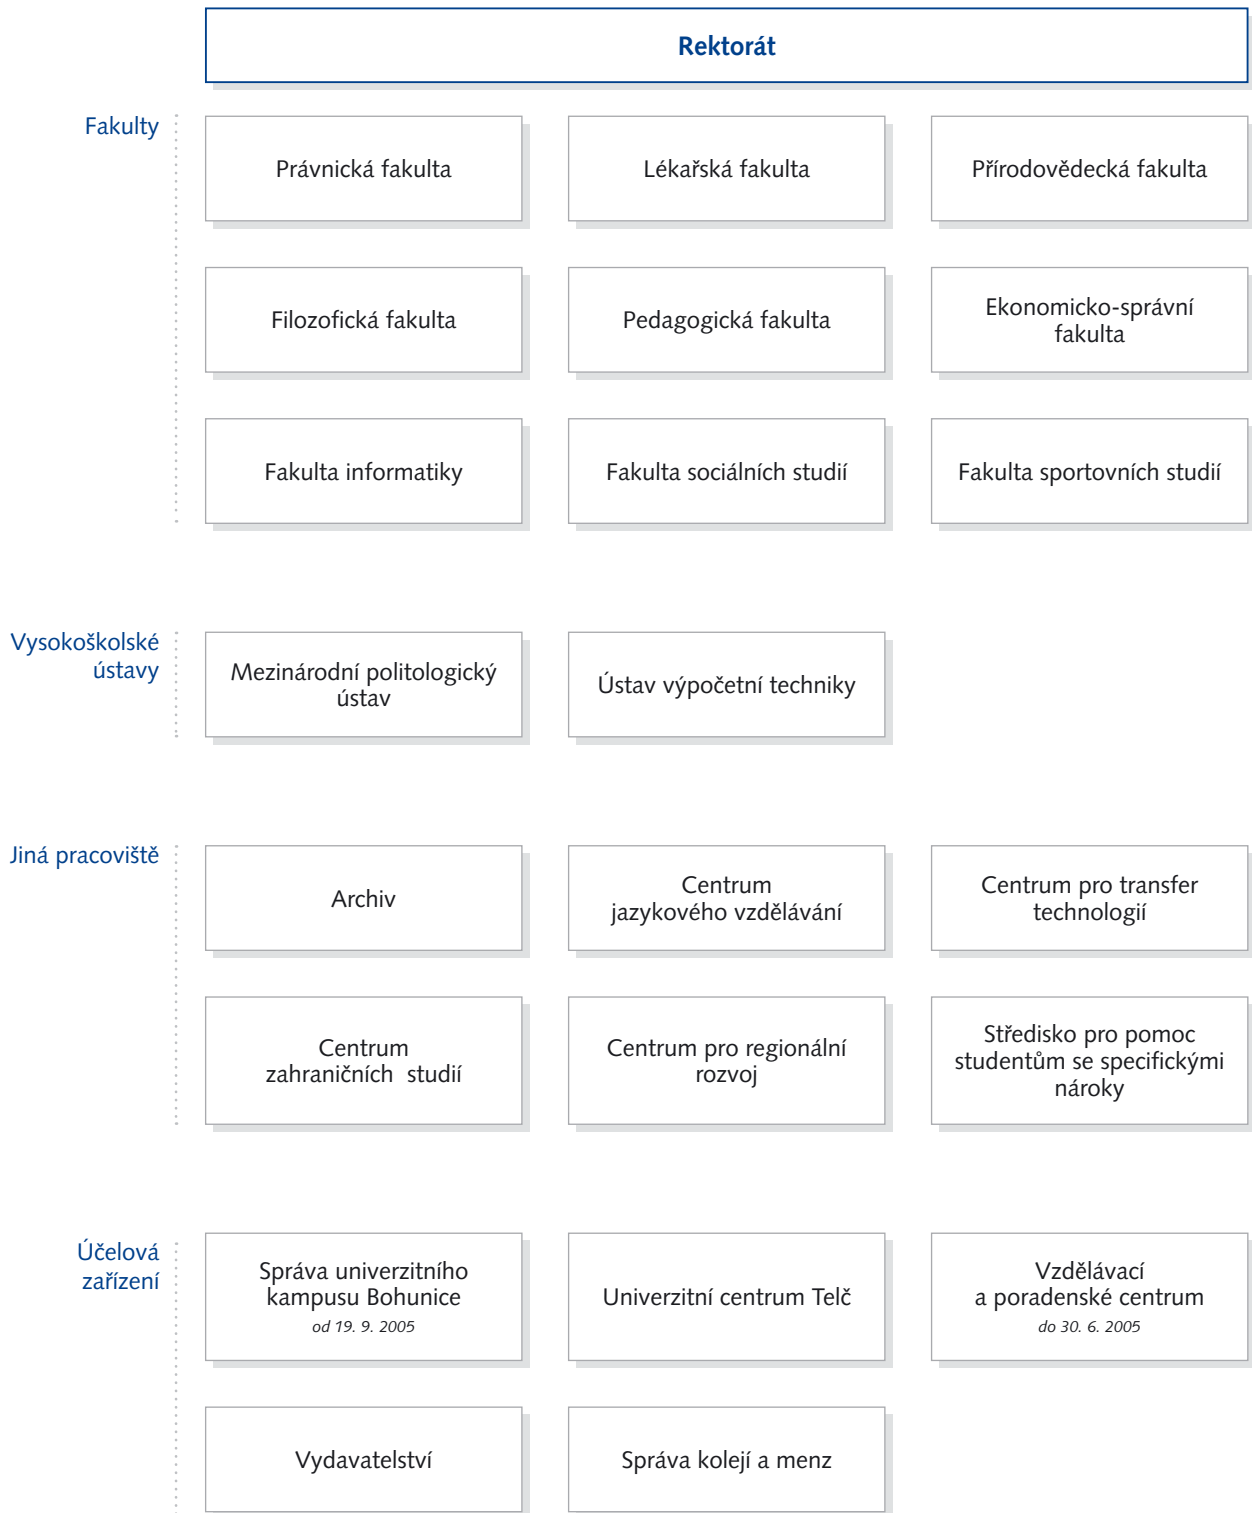 Rektorát
Fakulty
Právnická fakulta
Lékařská fakulta
Přírodovědecká fakulta
Filozofická fakulta
Pedagogická fakulta
Ekonomicko-správní
fakulta
Fakulta informatiky
Fakulta sociálních studií
Fakulta sportovních studií
Vysokoškolské
ústavy
Mezinárodní politologický
ústav
Ústav výpočetní techniky
Jiná pracoviště
Archiv
Centrum
jazykového vzdělávání
Centrum pro transfer
technologií
Centrum
zahraničních studií
Centrum pro regionální
rozvoj
Středisko pro pomoc
studentům se specifickými
nároky
Účelová
zařízení
Správa univerzitního
kampusu Bohunice
od 19. 9. 2005
Univerzitní centrum Telč
Vzdělávací
a poradenské centrum
do 30. 6. 2005
Vydavatelství
Správa kolejí a menz